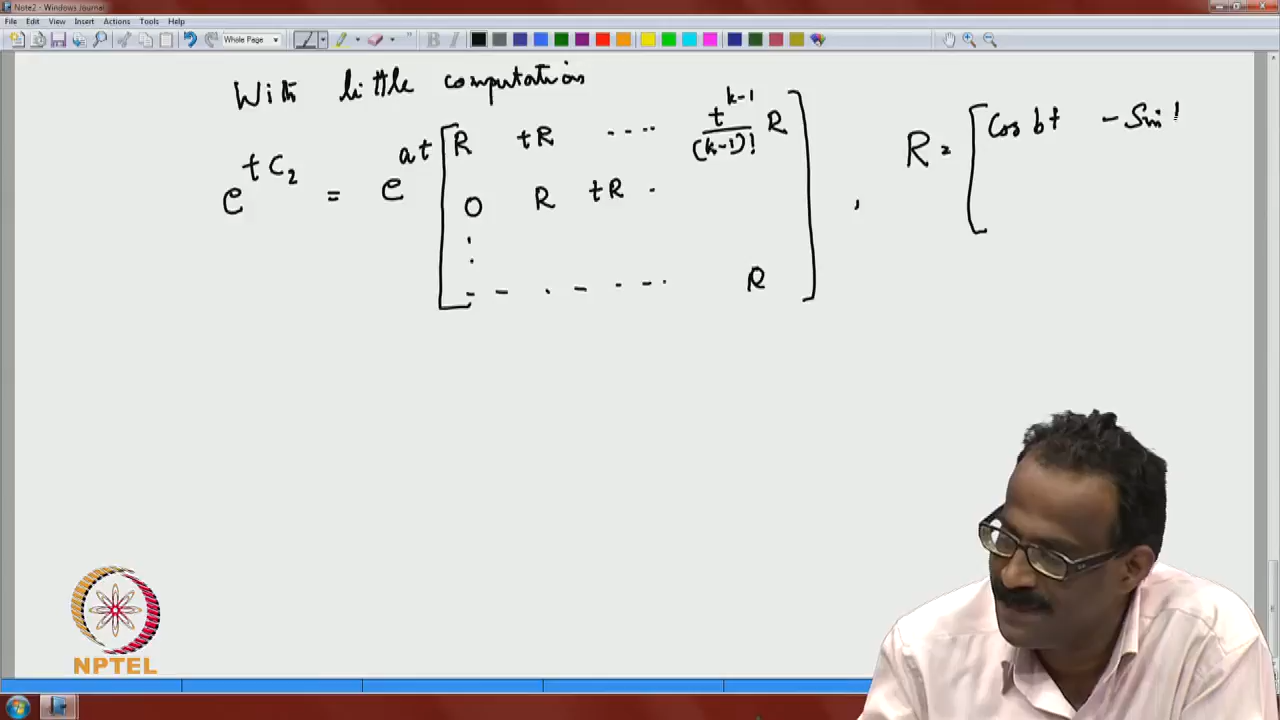 Note2 - Windows Journal
File Edit View Insert Actions Tools Help
Whole Page
With little computation
e^{tC_2} = e^{at} [ R tR .... t^{k-1}/(k-1)! R
0 R tR .
:
- - . - . - . . R ] , R = [ Cos bt - Sin
NPTEL